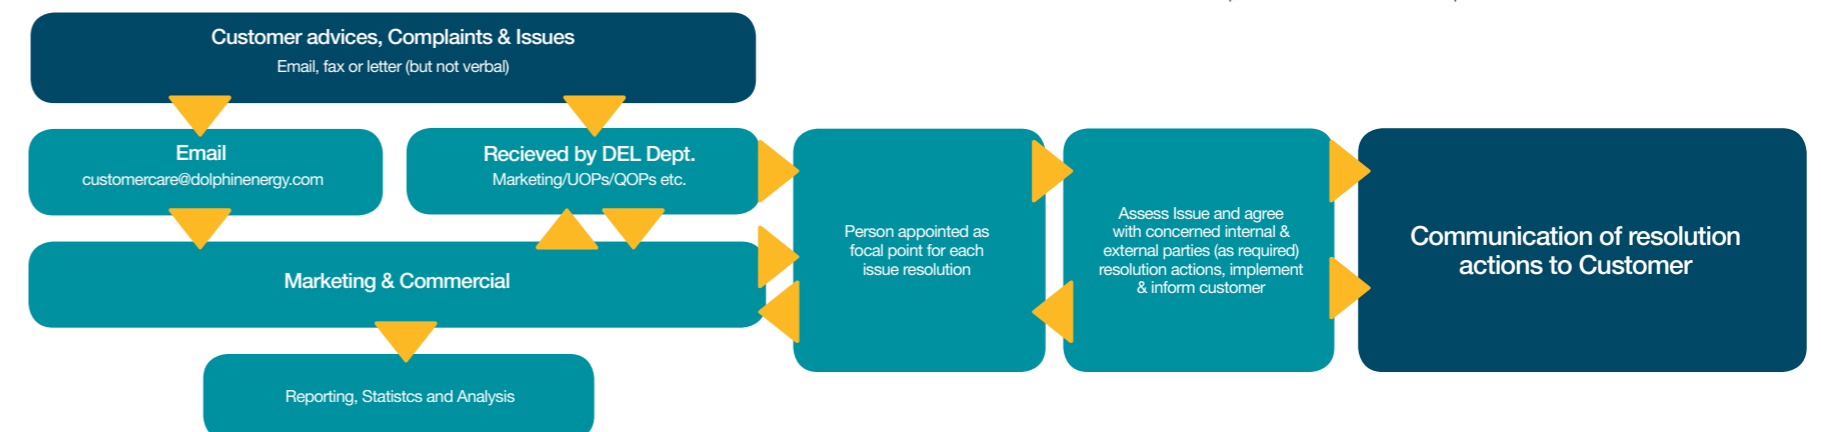 Customer advices, Complaints & Issues
Email, fax or letter (but not verbal)
Email
customercare@dolphinenergy.com
Recieved by DEL Dept.
Marketing/UOPs/QOPs etc.
Marketing & Commercial
Reporting, Statistcs and Analysis
Person appointed as
focal point for each
issue resolution
Assess Issue and agree
with concerned internal &
external parties (as required)
resolution actions, implement
& inform customer
Communication of resolution
actions to Customer